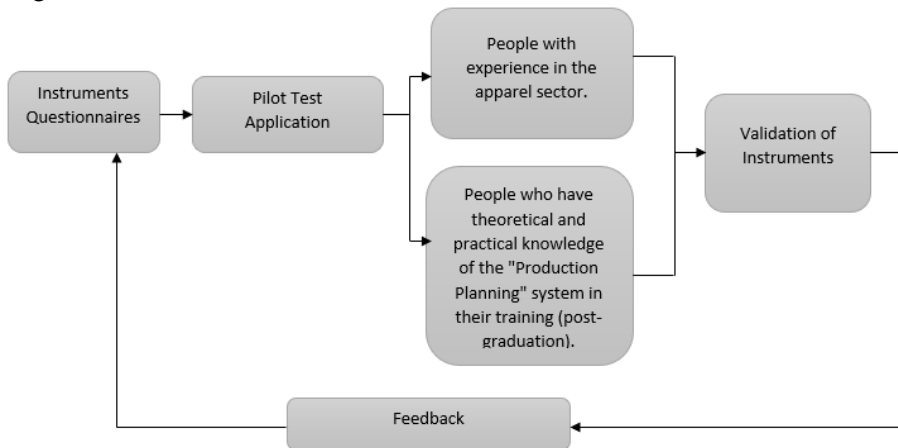 Instruments
Questionnaires
Pilot Test
Application
People with
experience in the
apparel sector.
People who have
theoretical and
practical knowledge
of the "Production
Planning" system in
their training (post-
graduation).
Validation of
Instruments
Feedback